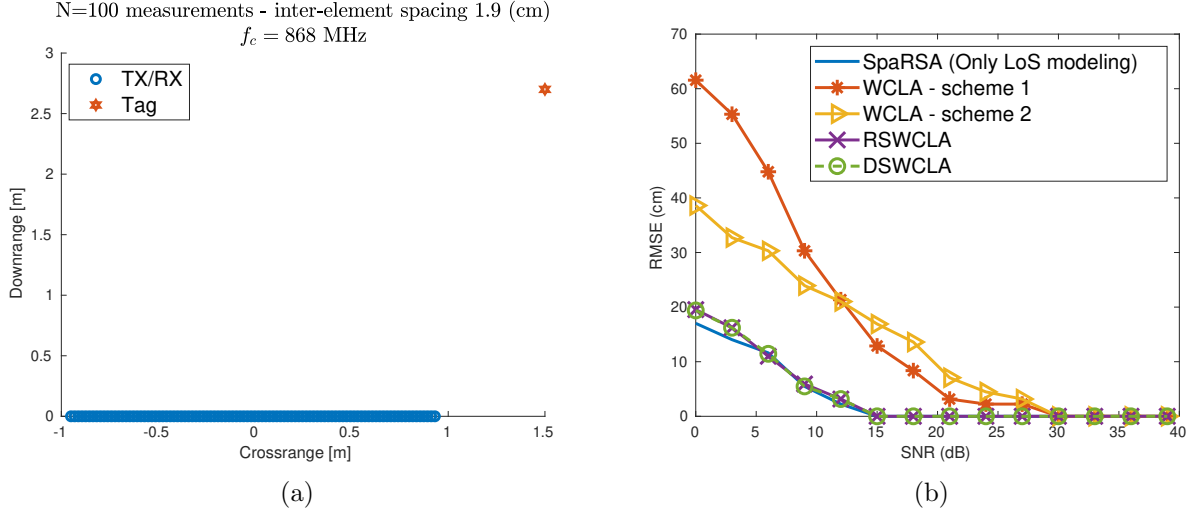 N=100 measurements - inter-element spacing 1.9 (cm)
f_c = 868 MHz
3
2.5
2
1.5
1
0.5
0
Downrange [m]
TX/RX
Tag
-1
-0.5
0
0.5
1
1.5
Crossrange [m]
(a)
70
60
50
40
30
20
10
0
RMSE (cm)
SpaRSA (Only LoS modeling)
WCLA - scheme 1
WCLA - scheme 2
RSWCLA
DSWCLA
0
5
10
15
20
25
30
35
40
SNR (dB)
(b)